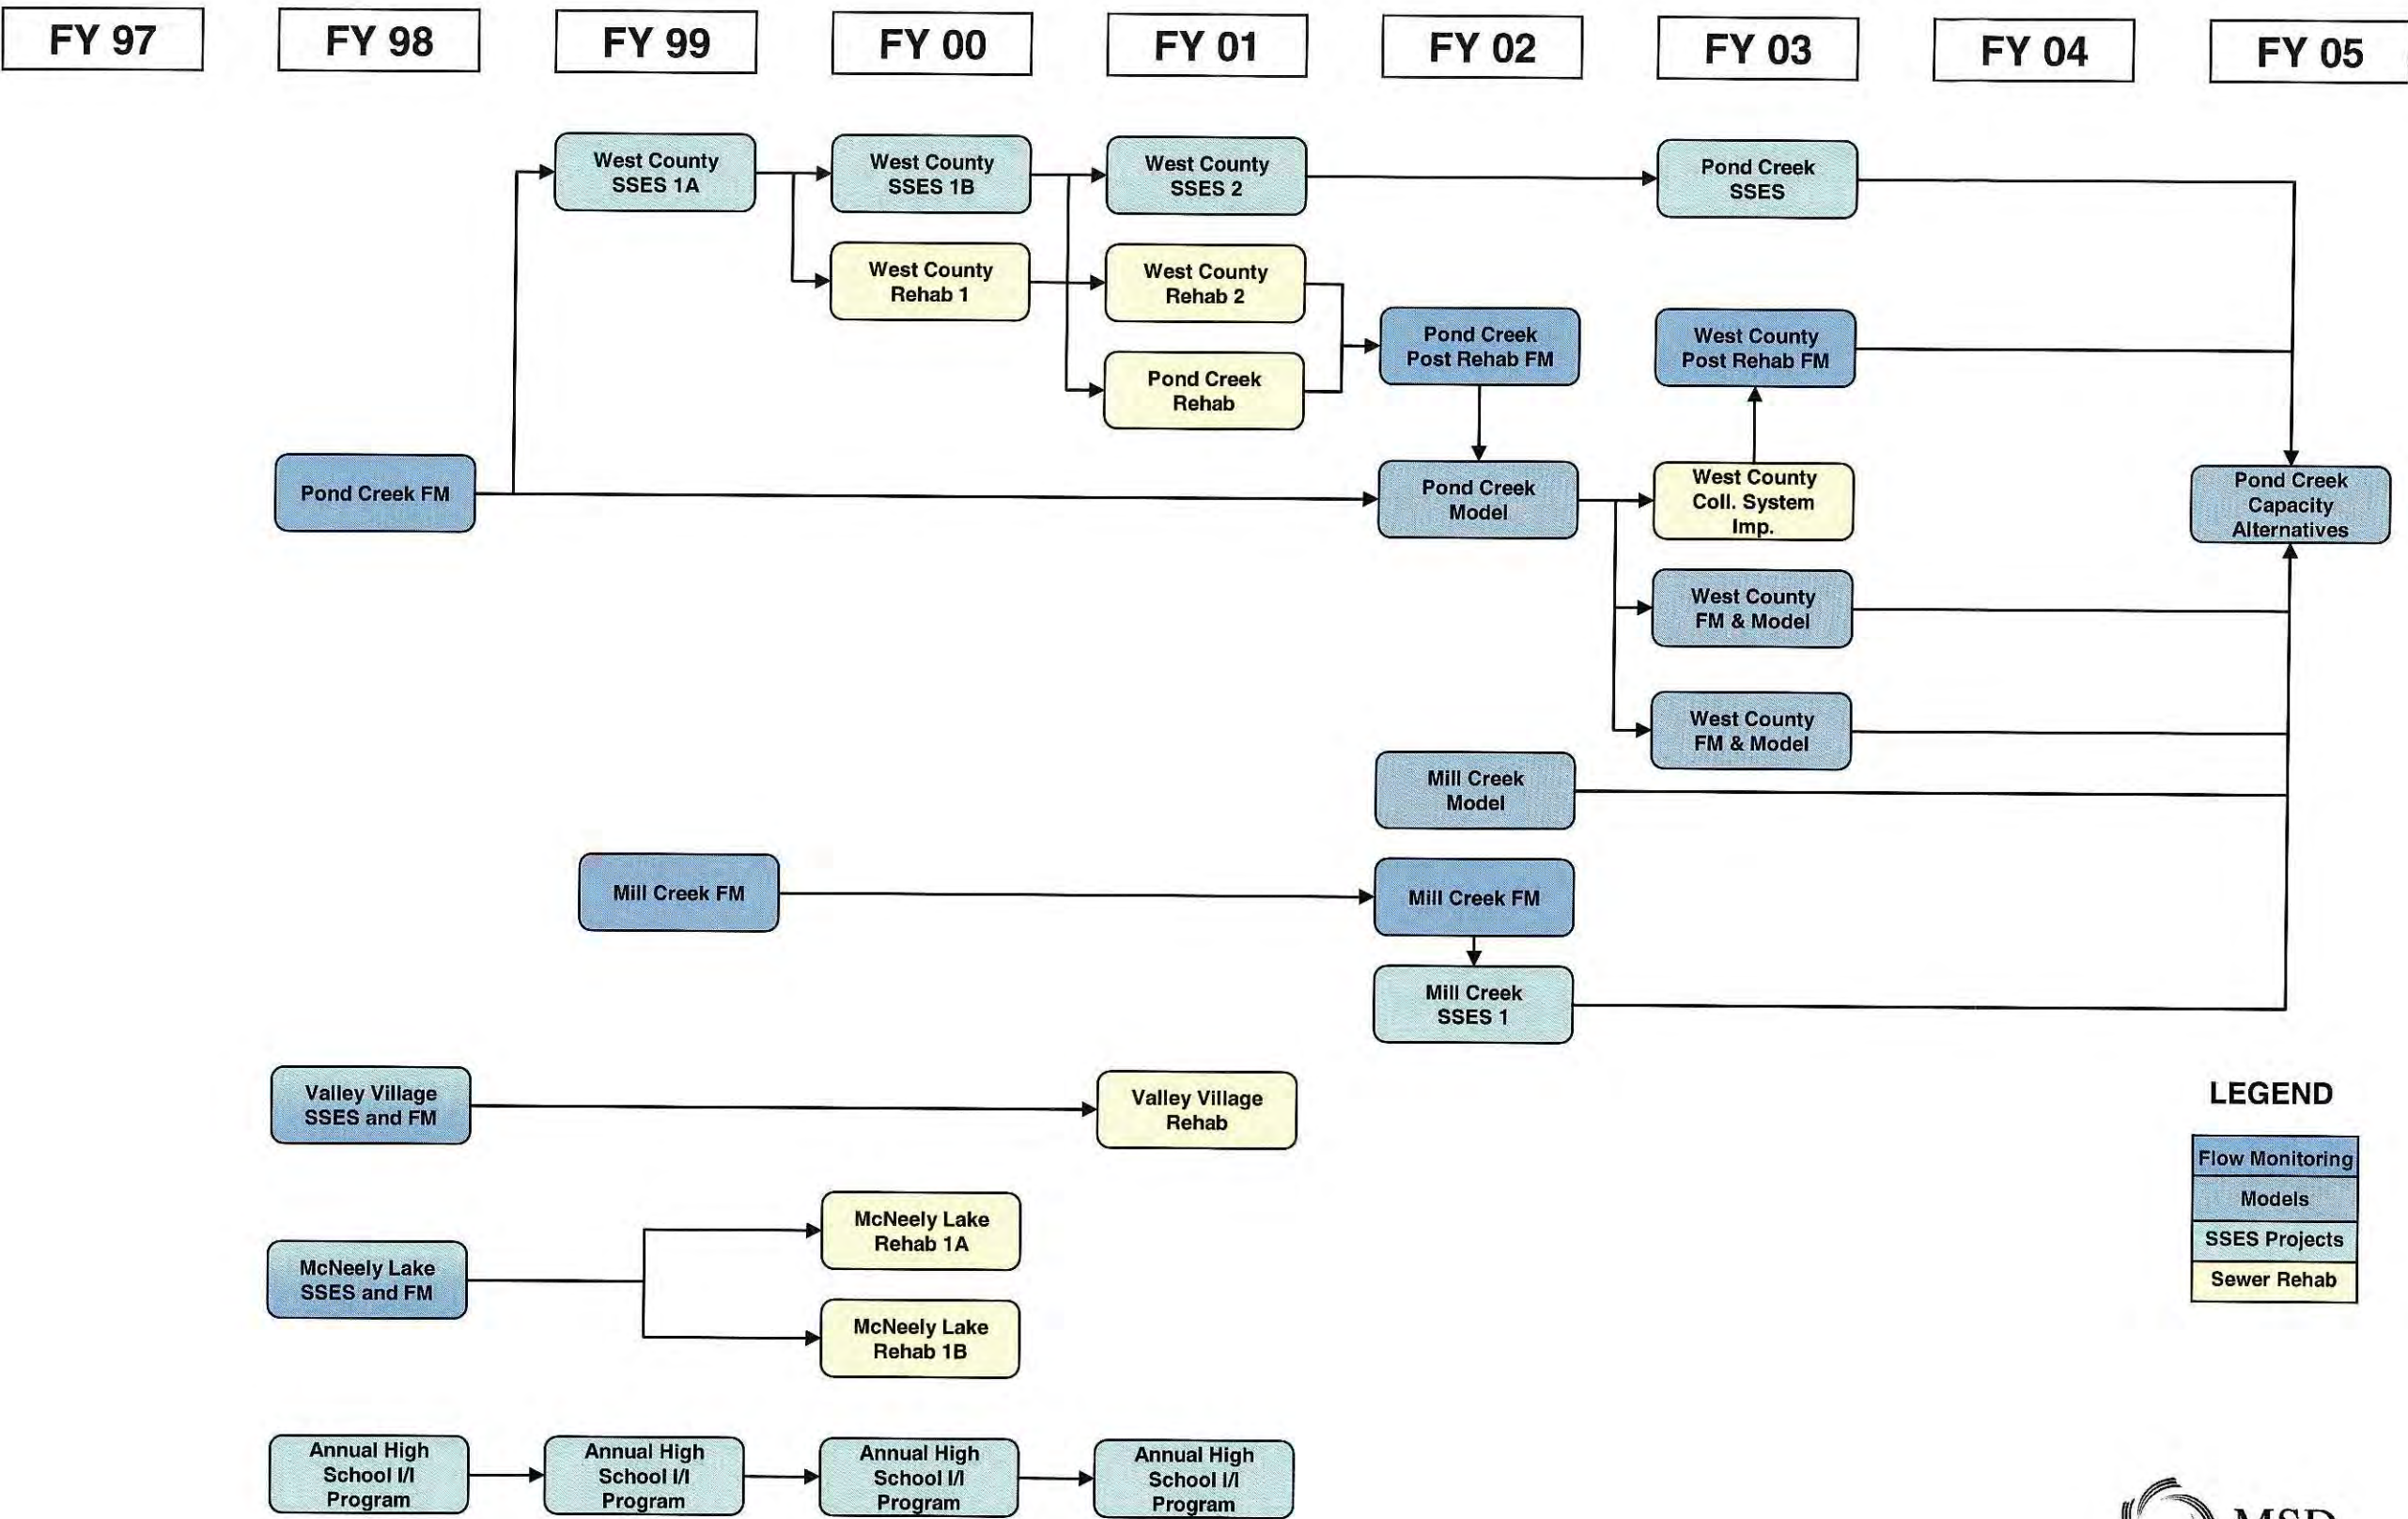 FY 97
FY 98
FY 99
FY 00
FY 01
FY 02
FY 03
FY 04
FY 05
West County
SSES 1A
West County
SSES 1B
West County
SSES 2
Pond Creek
SSES
West County
Rehab 1
West County
Rehab 2
Pond Creek
Post Rehab FM
West County
Post Rehab FM
Pond Creek
Rehab
Pond Creek FM
Pond Creek
Model
West County
Coll. System
Imp.
Pond Creek
Capacity
Alternatives
West County
FM & Model
West County
FM & Model
Mill Creek
Model
Mill Creek FM
Mill Creek FM
Mill Creek
SSES 1
Valley Village
SSES and FM
Valley Village
Rehab
McNeely Lake
SSES and FM
McNeely Lake
Rehab 1A
McNeely Lake
Rehab 1B
Annual High
School I/I
Program
Annual High
School I/I
Program
Annual High
School I/I
Program
Annual High
School I/I
Program
LEGEND
Flow Monitoring
Models
SSES Projects
Sewer Rehab
MSD